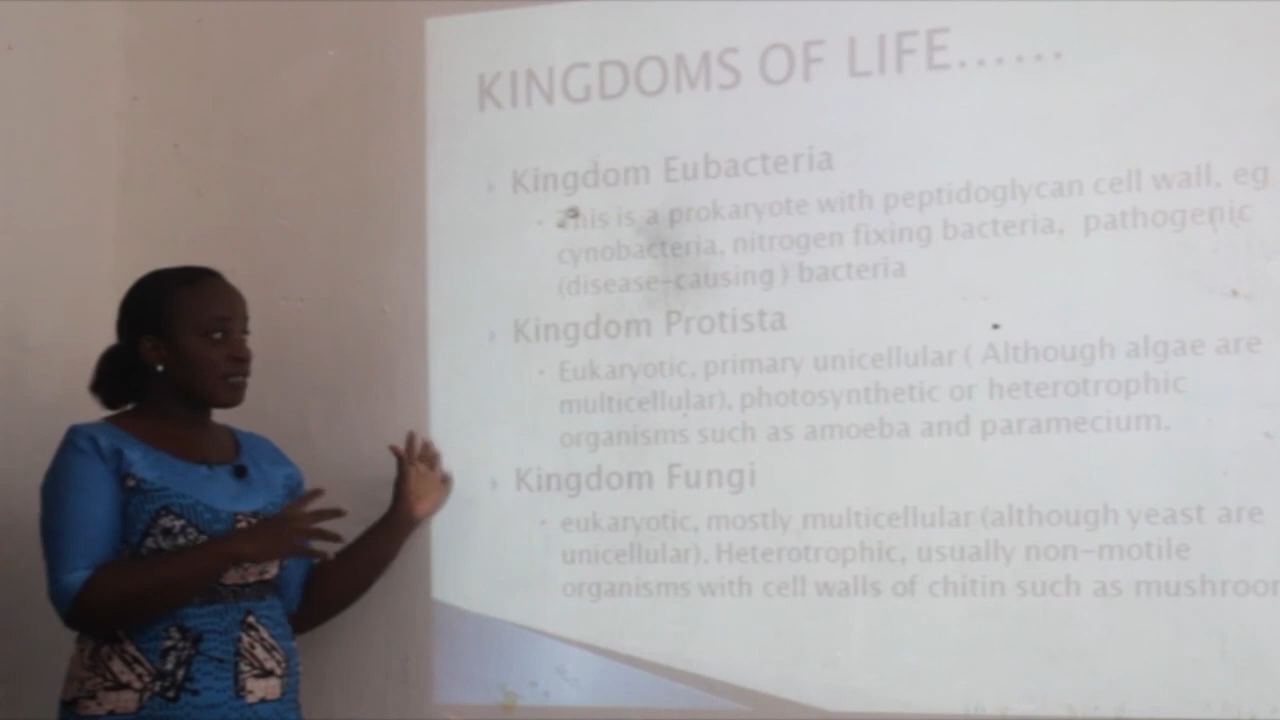 KINGDOMS OF LIFE......
Kingdom Eubacteria
This is a prokaryote with peptidoglycan cell wall, eg
cynobacteria, nitrogen fixing bacteria, pathogenic
(disease-causing) bacteria
Kingdom Protista
Eukaryotic, primary unicellular ( Although algae are
multicellular), photosynthetic or heterotrophic
organisms such as amoeba and paramecium.
Kingdom Fungi
eukaryotic, mostly multicellular (although yeast are
unicellular). Heterotrophic, usually non-motile
organisms with cell walls of chitin such as mushroo